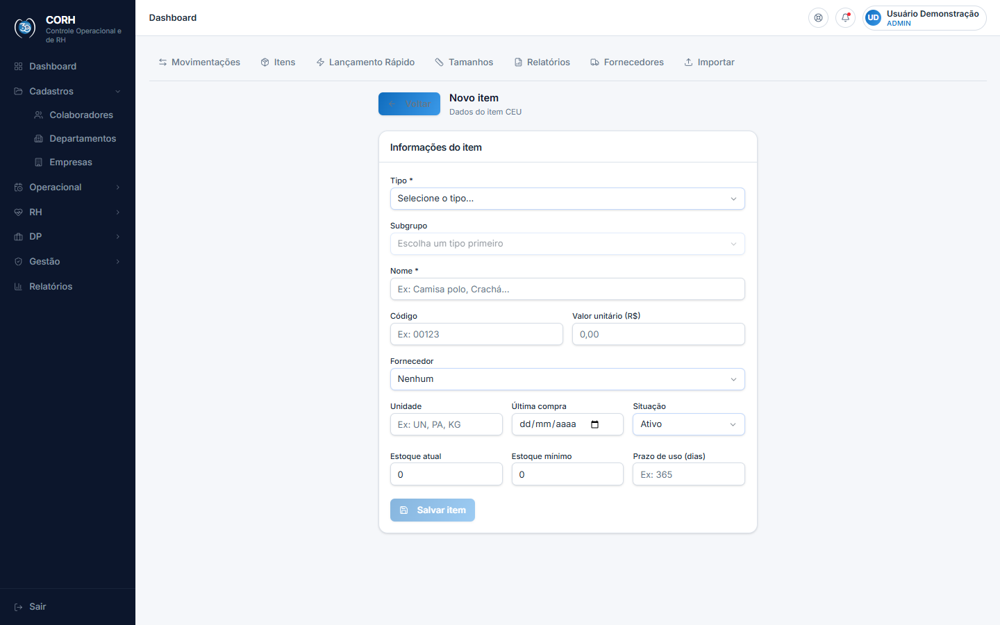 CORH
Controle Operacional e
de RH
Dashboard
Cadastros
Colaboradores
Departamentos
Empresas
Operacional
RH
DP
Gestão
Relatórios
Sair
Dashboard
UD
Usuário Demonstração
ADMIN
Movimentações
Itens
Lançamento Rápido
Tamanhos
Relatórios
Fornecedores
Importar
Voltar
Novo item
Dados do item CEU
Informações do item
Tipo *
Selecione o tipo...
Subgrupo
Escolha um tipo primeiro
Nome *
Ex: Camisa polo, Crachá...
Código
Valor unitário (R$)
Ex: 00123
0,00
Fornecedor
Nenhum
Unidade
Última compra
Situação
Ex: UN, PA, KG
dd/mm/aaaa
Ativo
Estoque atual
Estoque mínimo
Prazo de uso (dias)
0
0
Ex: 365
Salvar item